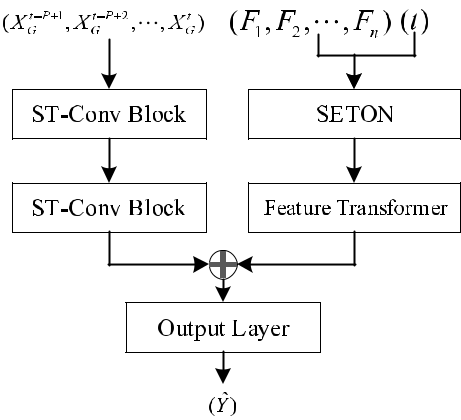 (X_G^{t-P+1}, X_G^{t-P+2}, ..., X_G^t) (F_1, F_2, ..., F_n) (t)
ST-Conv Block SETON
ST-Conv Block Feature Transformer
Output Layer
(Ŷ)